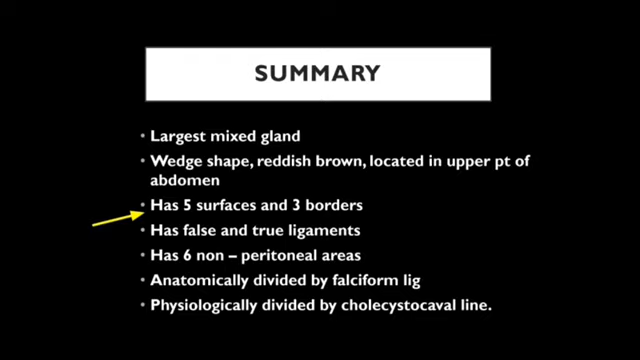 SUMMARY
• Largest mixed gland
• Wedge shape, reddish brown, located in upper pt of
abdomen
• Has 5 surfaces and 3 borders
• Has false and true ligaments
• Has 6 non – peritoneal areas
• Anatomically divided by falciform lig
• Physiologically divided by cholecystocaval line.